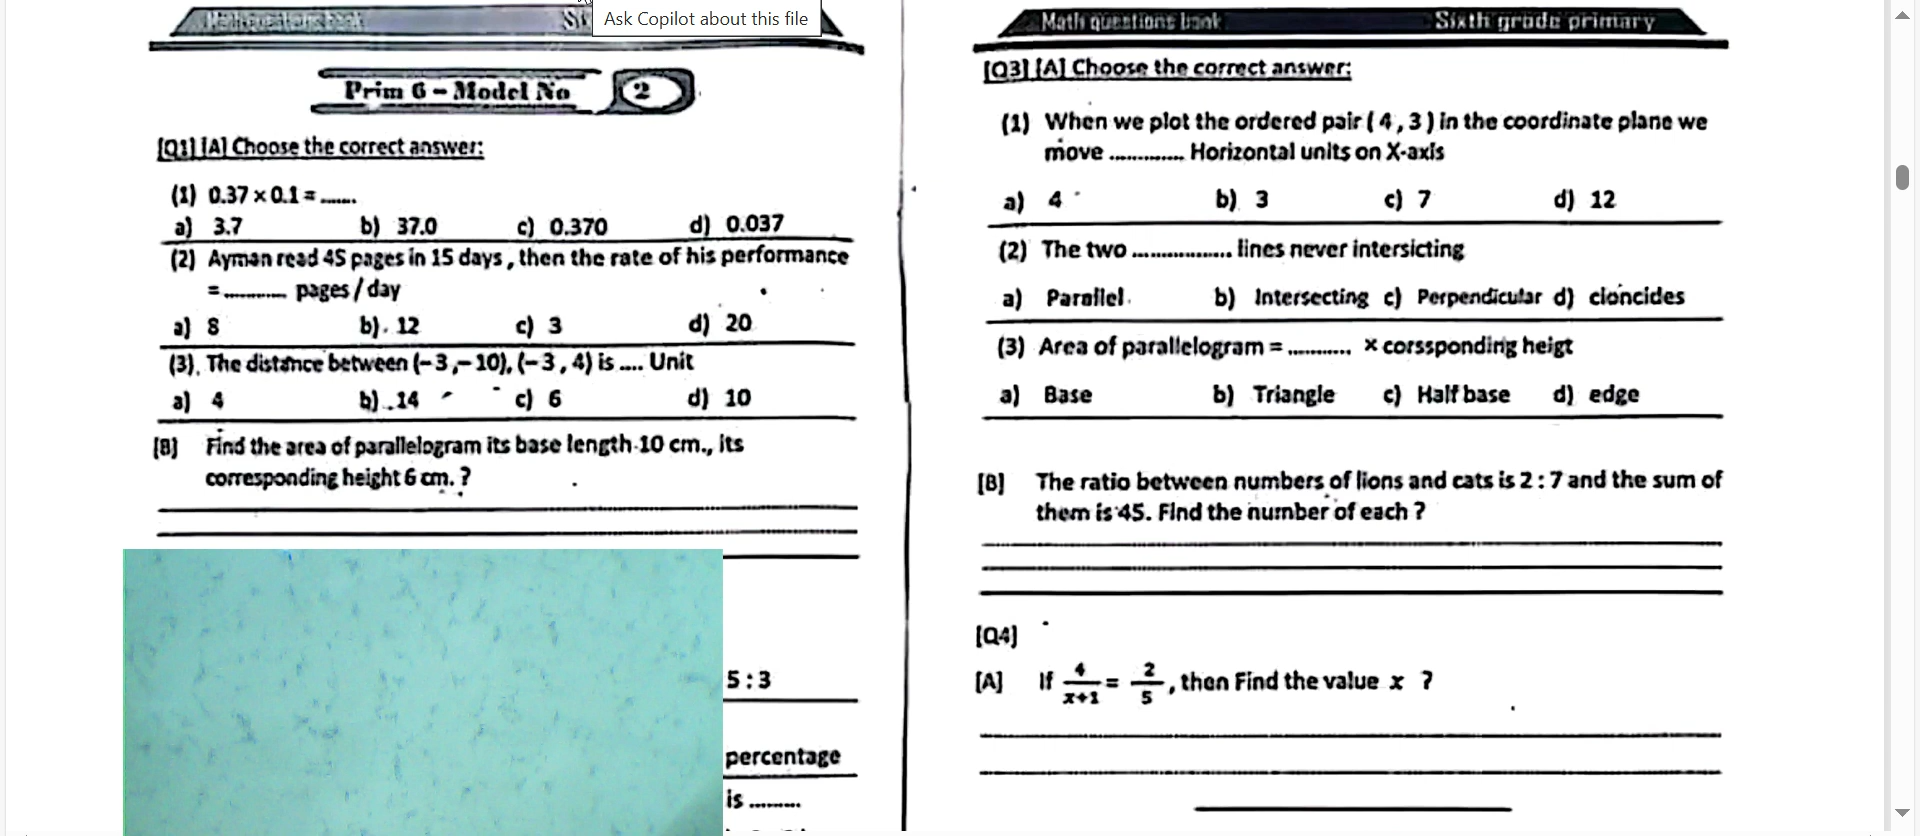 Math questions bank
St
Ask Copilot about this file
Prim 6 - Model No 2
[Q1] [A] Choose the correct answer:
(1) 0.37 × 0.1 = .......
a) 3.7 b) 37.0 c) 0.370 d) 0.037
(2) Ayman read 45 pages in 15 days , then the rate of his performance
= ............ pages / day
a) 8 b) . 12 c) 3 d) 20
(3). The distance between (– 3 ,– 10), (– 3 , 4) is .... Unit
a) 4 b) . 14 c) 6 d) 10
[B] Find the area of parallelogram its base length 10 cm., its
corresponding height 6 cm. ?
5 : 3
percentage
is .........
Math questions bank Sixth grade primary
[Q3] [A] Choose the correct answer:
(1) When we plot the ordered pair ( 4 , 3 ) in the coordinate plane we
move ............. Horizontal units on X-axis
a) 4 b) 3 c) 7 d) 12
(2) The two ................. lines never intersicting
a) Parallel b) Intersecting c) Perpendicular d) cioncides
(3) Area of parallelogram = ........... × corssponding heigt
a) Base b) Triangle c) Half base d) edge
[B] The ratio between numbers of lions and cats is 2 : 7 and the sum of
them is 45. Find the number of each ?
[Q4]
[A] If 4/x+1 = 2/5 , then Find the value x ?